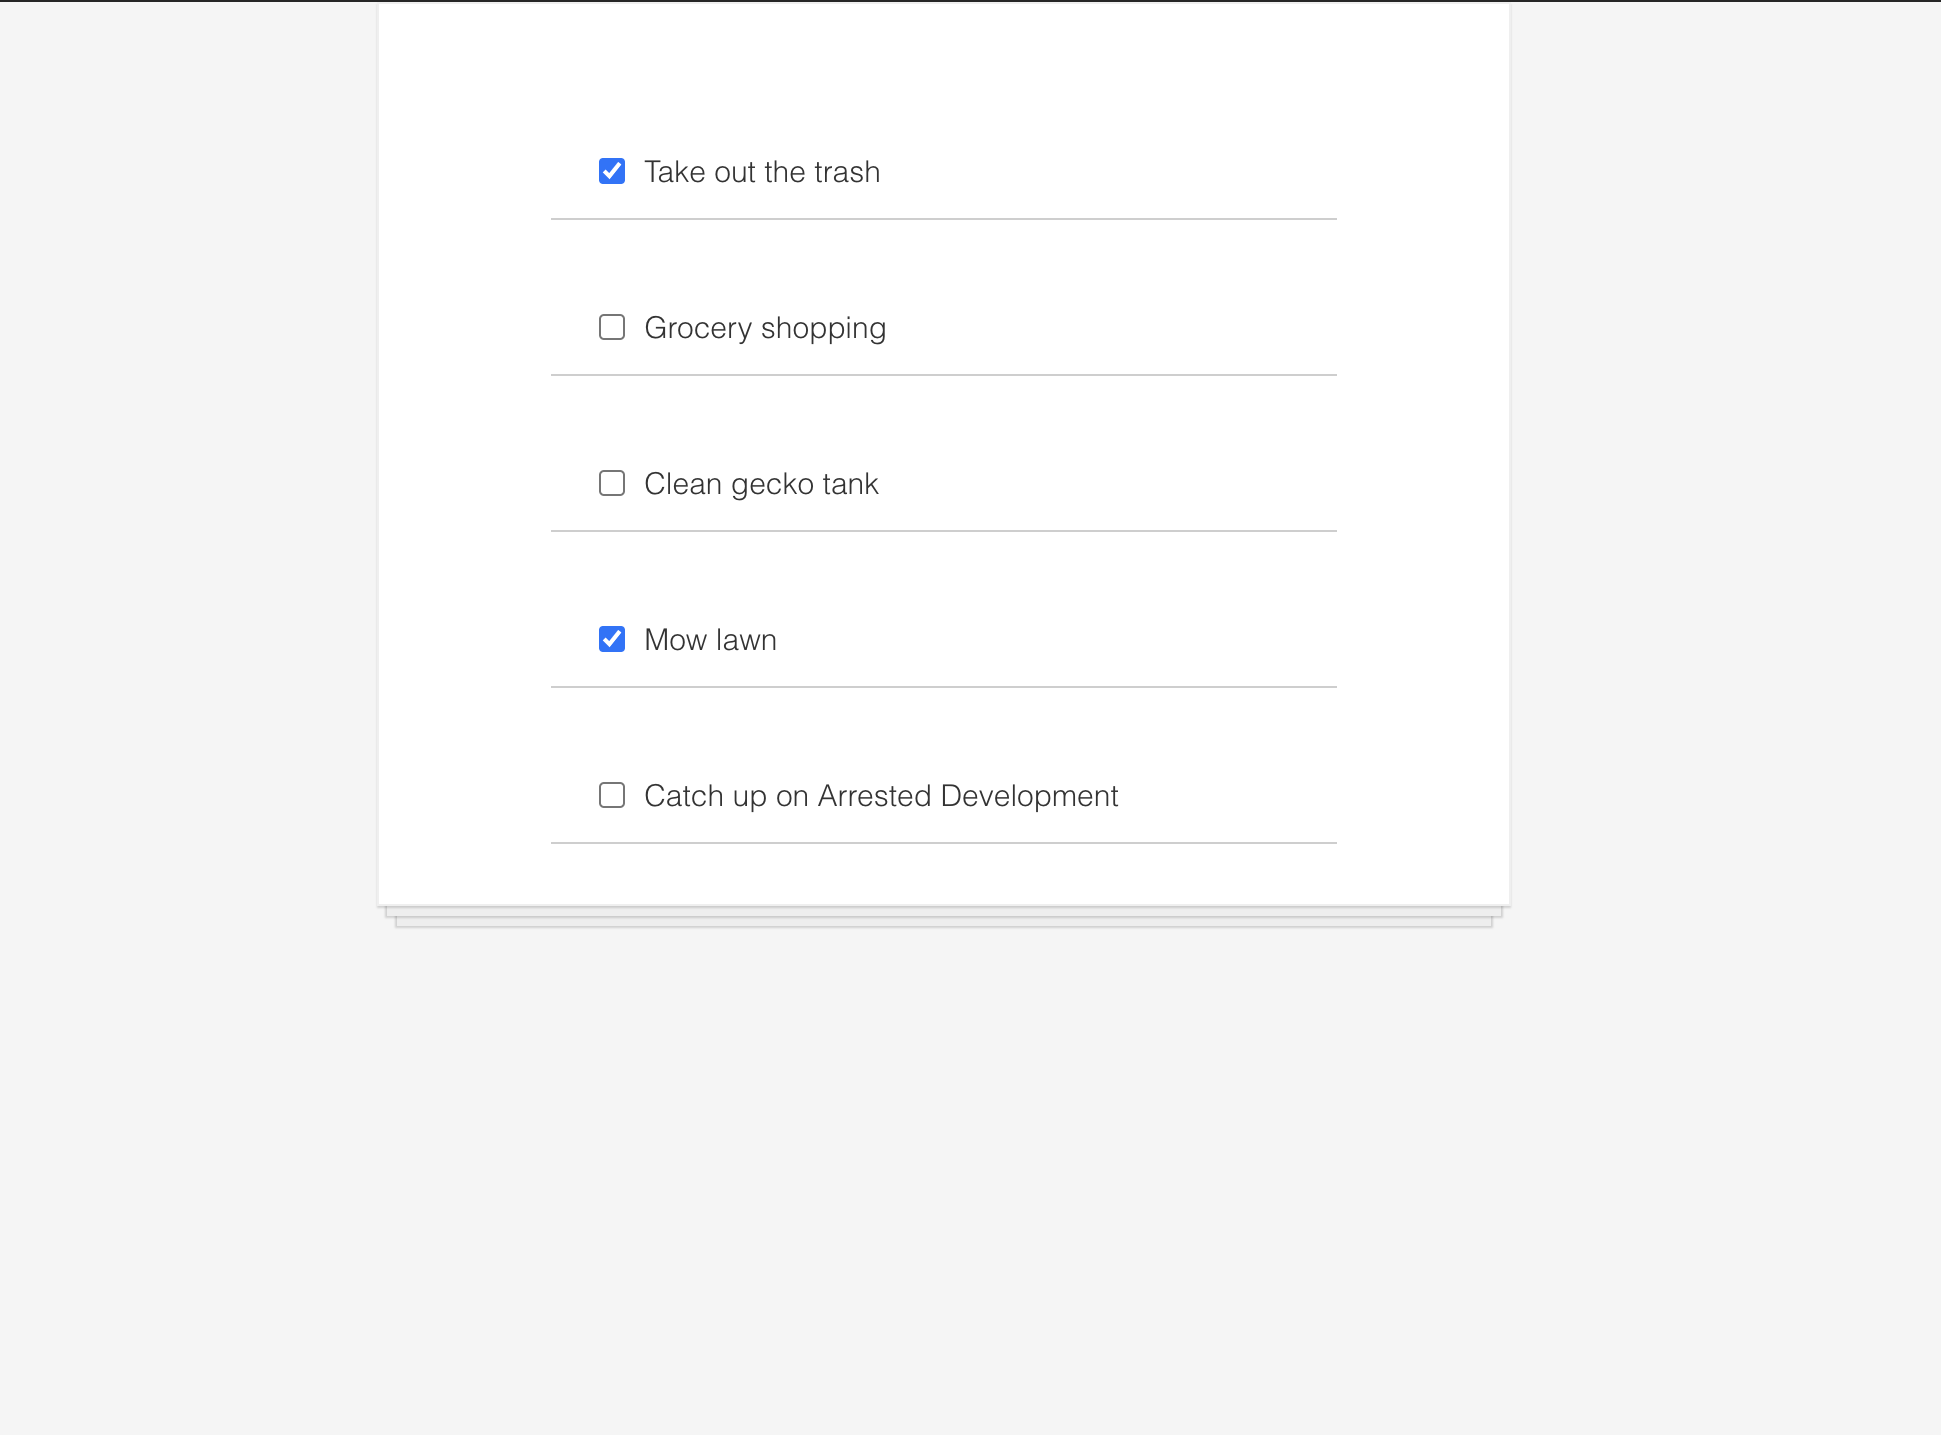 Take out the trash
Grocery shopping
Clean gecko tank
Mow lawn
Catch up on Arrested Development